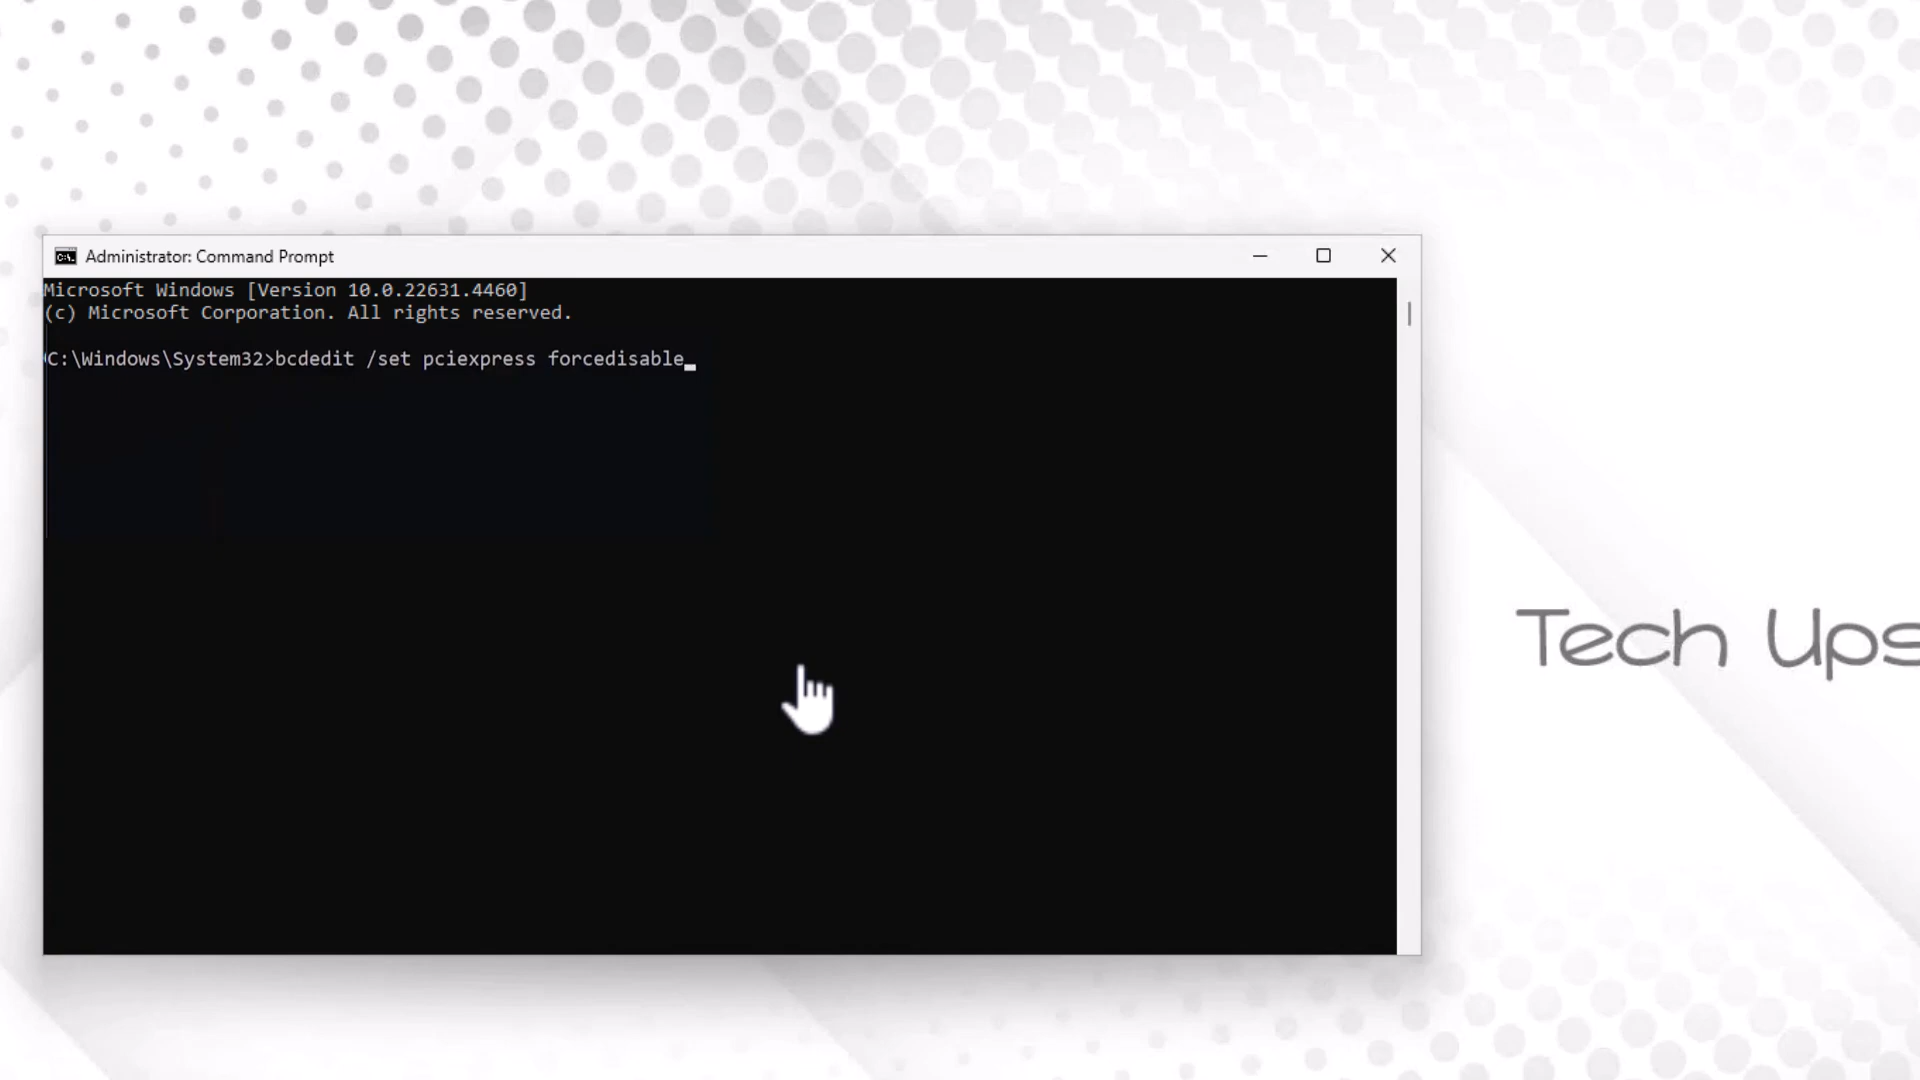 Administrator: Command Prompt
Microsoft Windows [Version 10.0.22631.4460]
(c) Microsoft Corporation. All rights reserved.
C:\Windows\System32>bcdedit /set pciexpress forcedisable
Tech Ups